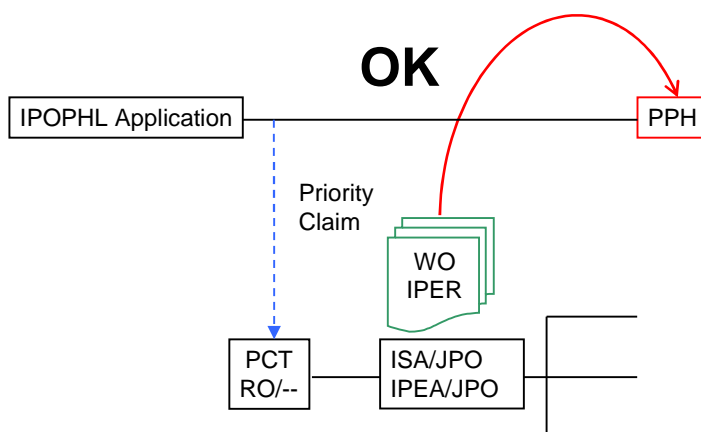 OK
IPOPHL Application
PPH
Priority
Claim
WO
IPER
PCT
RO/--
ISA/JPO
IPEA/JPO